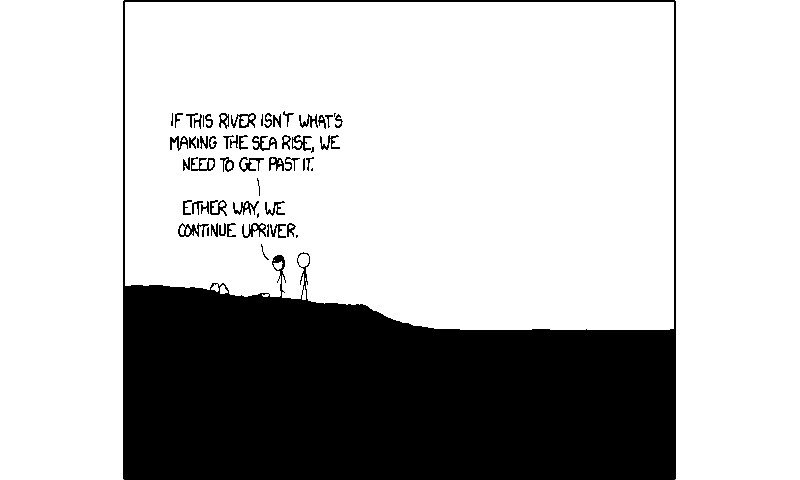 IF THIS RIVER ISN'T WHAT'S
MAKING THE SEA RISE, WE
NEED TO GET PAST IT.
EITHER WAY, WE
CONTINUE UPRIVER.